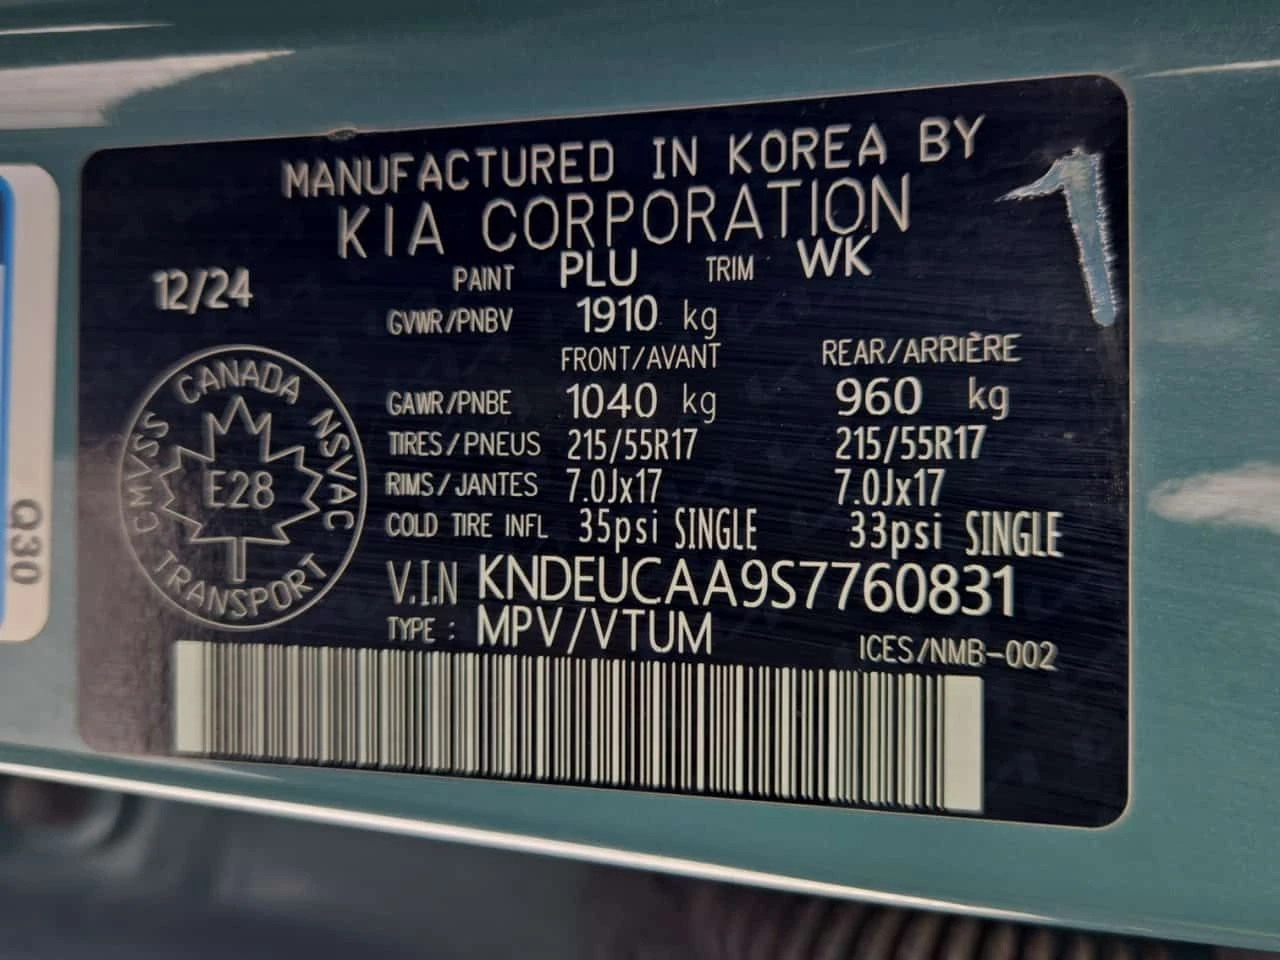 MANUFACTURED IN KOREA BY
KIA CORPORATION
PAINT PLU TRIM WK
12/24
GVWR/PNBV 1910 kg
FRONT/AVANT REAR/ARRIÈRE
GAWR/PNBE 1040 kg 960 kg
TIRES/PNEUS 215/55R17 215/55R17
RIMS/JANTES 7.0Jx17 7.0Jx17
COLD TIRE INFL 35psi SINGLE 33psi SINGLE
V.I.N KNDEUCAA9S7760831
TYPE : MPV/VTUM
ICES/NMB-002
CANADA
CMVSS NSVAC
E28
TRANSPORT
Q30